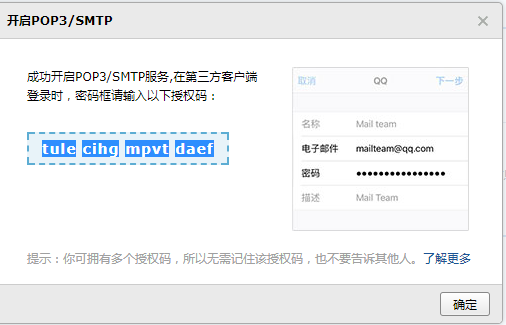 开启POP3/SMTP
成功开启POP3/SMTP服务,在第三方客户端
登录时，密码框请输入以下授权码：
tule cihg mpvt daef
取消 QQ 下一步
名称 Mail team
电子邮件 mailteam@qq.com
密码 ●●●●●●●●●●●●●●●●
描述 Mail Team
提示：你可拥有多个授权码，所以无需记住该授权码，也不要告诉其他人。了解更多
确定